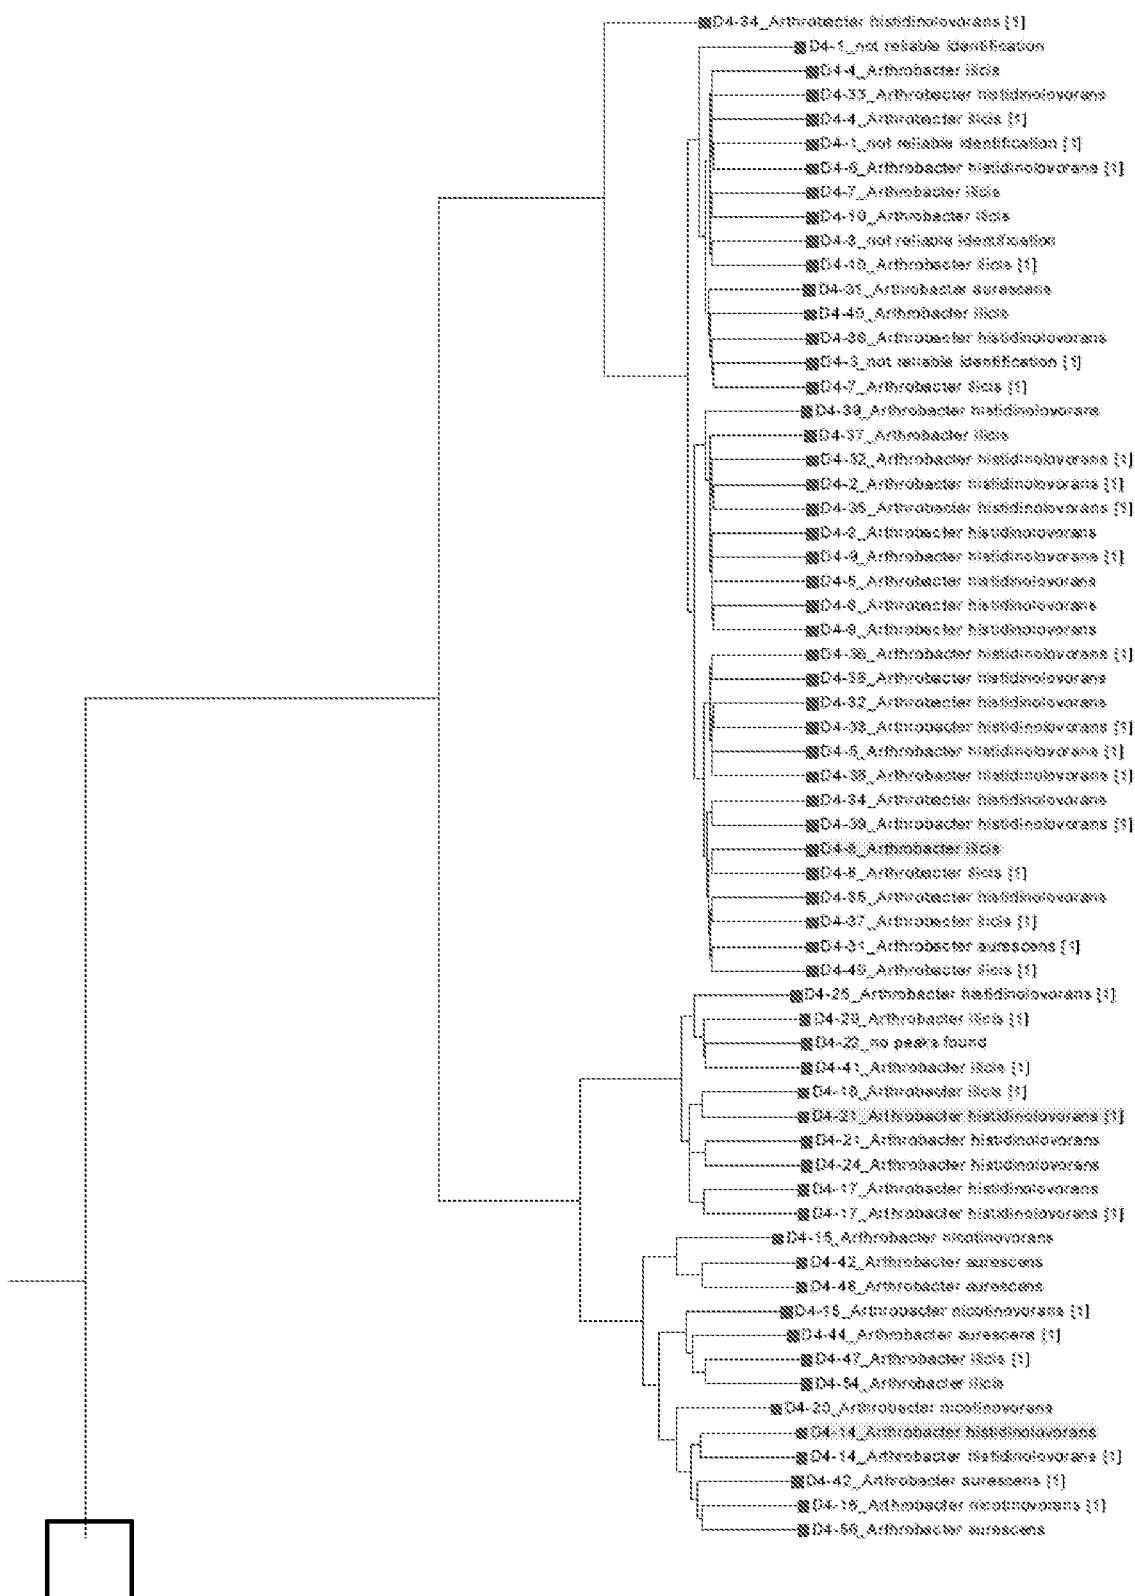 D4-34_Arthrobacter histidinolovorans [1]
D4-1_not reliable identification
D4-4_Arthrobacter ilicis
D4-33_Arthrobacter histidinolovorans
D4-4_Arthrobacter ilicis [1]
D4-1_not reliable identification [1]
D4-6_Arthrobacter histidinolovorans [1]
D4-7_Arthrobacter ilicis
D4-10_Arthrobacter ilicis
D4-3_not reliable identification
D4-10_Arthrobacter ilicis [1]
D4-31_Arthrobacter aurescens
D4-40_Arthrobacter ilicis
D4-36_Arthrobacter histidinolovorans
D4-3_not reliable identification [1]
D4-7_Arthrobacter ilicis [1]
D4-39_Arthrobacter histidinolovorans
D4-37_Arthrobacter ilicis
D4-32_Arthrobacter histidinolovorans [1]
D4-2_Arthrobacter histidinolovorans [1]
D4-35_Arthrobacter histidinolovorans [1]
D4-2_Arthrobacter histidinolovorans
D4-9_Arthrobacter histidinolovorans [1]
D4-5_Arthrobacter histidinolovorans
D4-6_Arthrobacter histidinolovorans
D4-9_Arthrobacter histidinolovorans
D4-36_Arthrobacter histidinolovorans [1]
D4-38_Arthrobacter histidinolovorans
D4-32_Arthrobacter histidinolovorans
D4-33_Arthrobacter histidinolovorans [1]
D4-5_Arthrobacter histidinolovorans [1]
D4-38_Arthrobacter histidinolovorans [1]
D4-34_Arthrobacter histidinolovorans
D4-39_Arthrobacter histidinolovorans [1]
D4-8_Arthrobacter ilicis
D4-8_Arthrobacter ilicis [1]
D4-35_Arthrobacter histidinolovorans
D4-37_Arthrobacter ilicis [1]
D4-31_Arthrobacter aurescens [1]
D4-40_Arthrobacter ilicis [1]
D4-25_Arthrobacter histidinolovorans [1]
Arthrobacter ilicis [1]
no peaks found
D4-41_Arthrobacter ilicis [1]
Arthrobacter ilicis [1]
D4-21_Arthrobacter histidinolovorans [1]
D4-21_Arthrobacter histidinolovorans
D4-24_Arthrobacter histidinolovorans
D4-17_Arthrobacter histidinolovorans
D4-17_Arthrobacter histidinolovorans [1]
D4-15_Arthrobacter nicotinovorans
D4-42_Arthrobacter aurescens
D4-48_Arthrobacter aurescens
D4-15_Arthrobacter nicotinovorans [1]
D4-44_Arthrobacter aurescens [1]
D4-47_Arthrobacter ilicis [1]
D4-54_Arthrobacter ilicis
D4-20_Arthrobacter nicotinovorans
D4-14_Arthrobacter histidinolovorans
D4-14_Arthrobacter histidinolovorans [1]
D4-42_Arthrobacter aurescens [1]
Arthrobacter nicotinovorans [1]
Arthrobacter aurescens